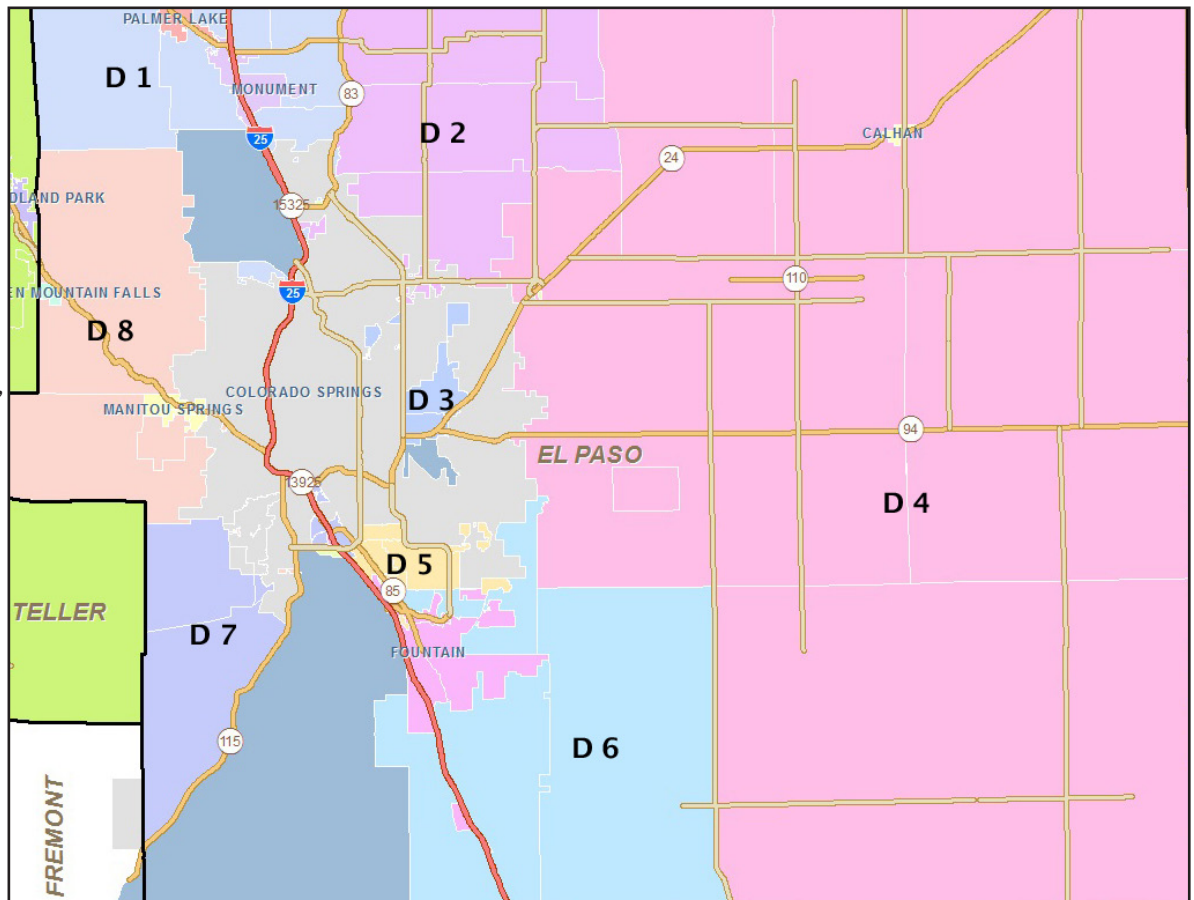 PALMER LAKE
D 1
MONUMENT
83
D 2
25
CALHAN
24
DLAND PARK
15325
110
25
EN MOUNTAIN FALLS
D 8
COLORADO SPRINGS
D 3
MANITOU SPRINGS
94
EL PASO
13925
D 4
D 5
85
TELLER
D 7
FOUNTAIN
115
D 6
FREMONT